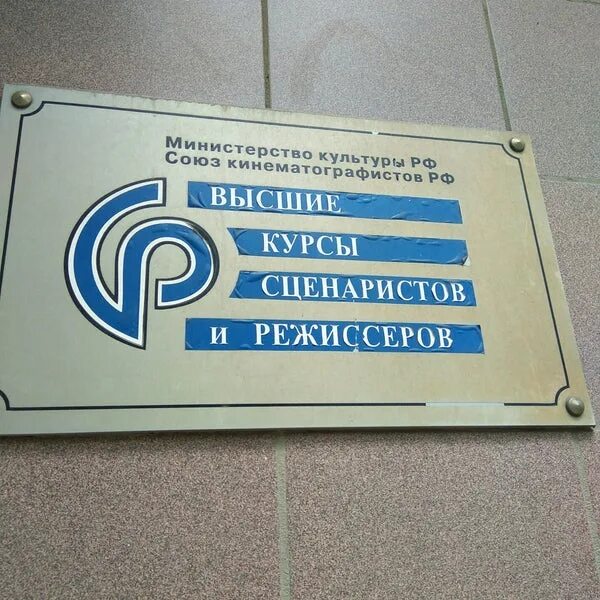 Министерство культуры РФ
Союз кинематографистов РФ
ВЫСШИЕ
КУРСЫ
СЦЕНАРИСТОВ
и РЕЖИССЕРОВ